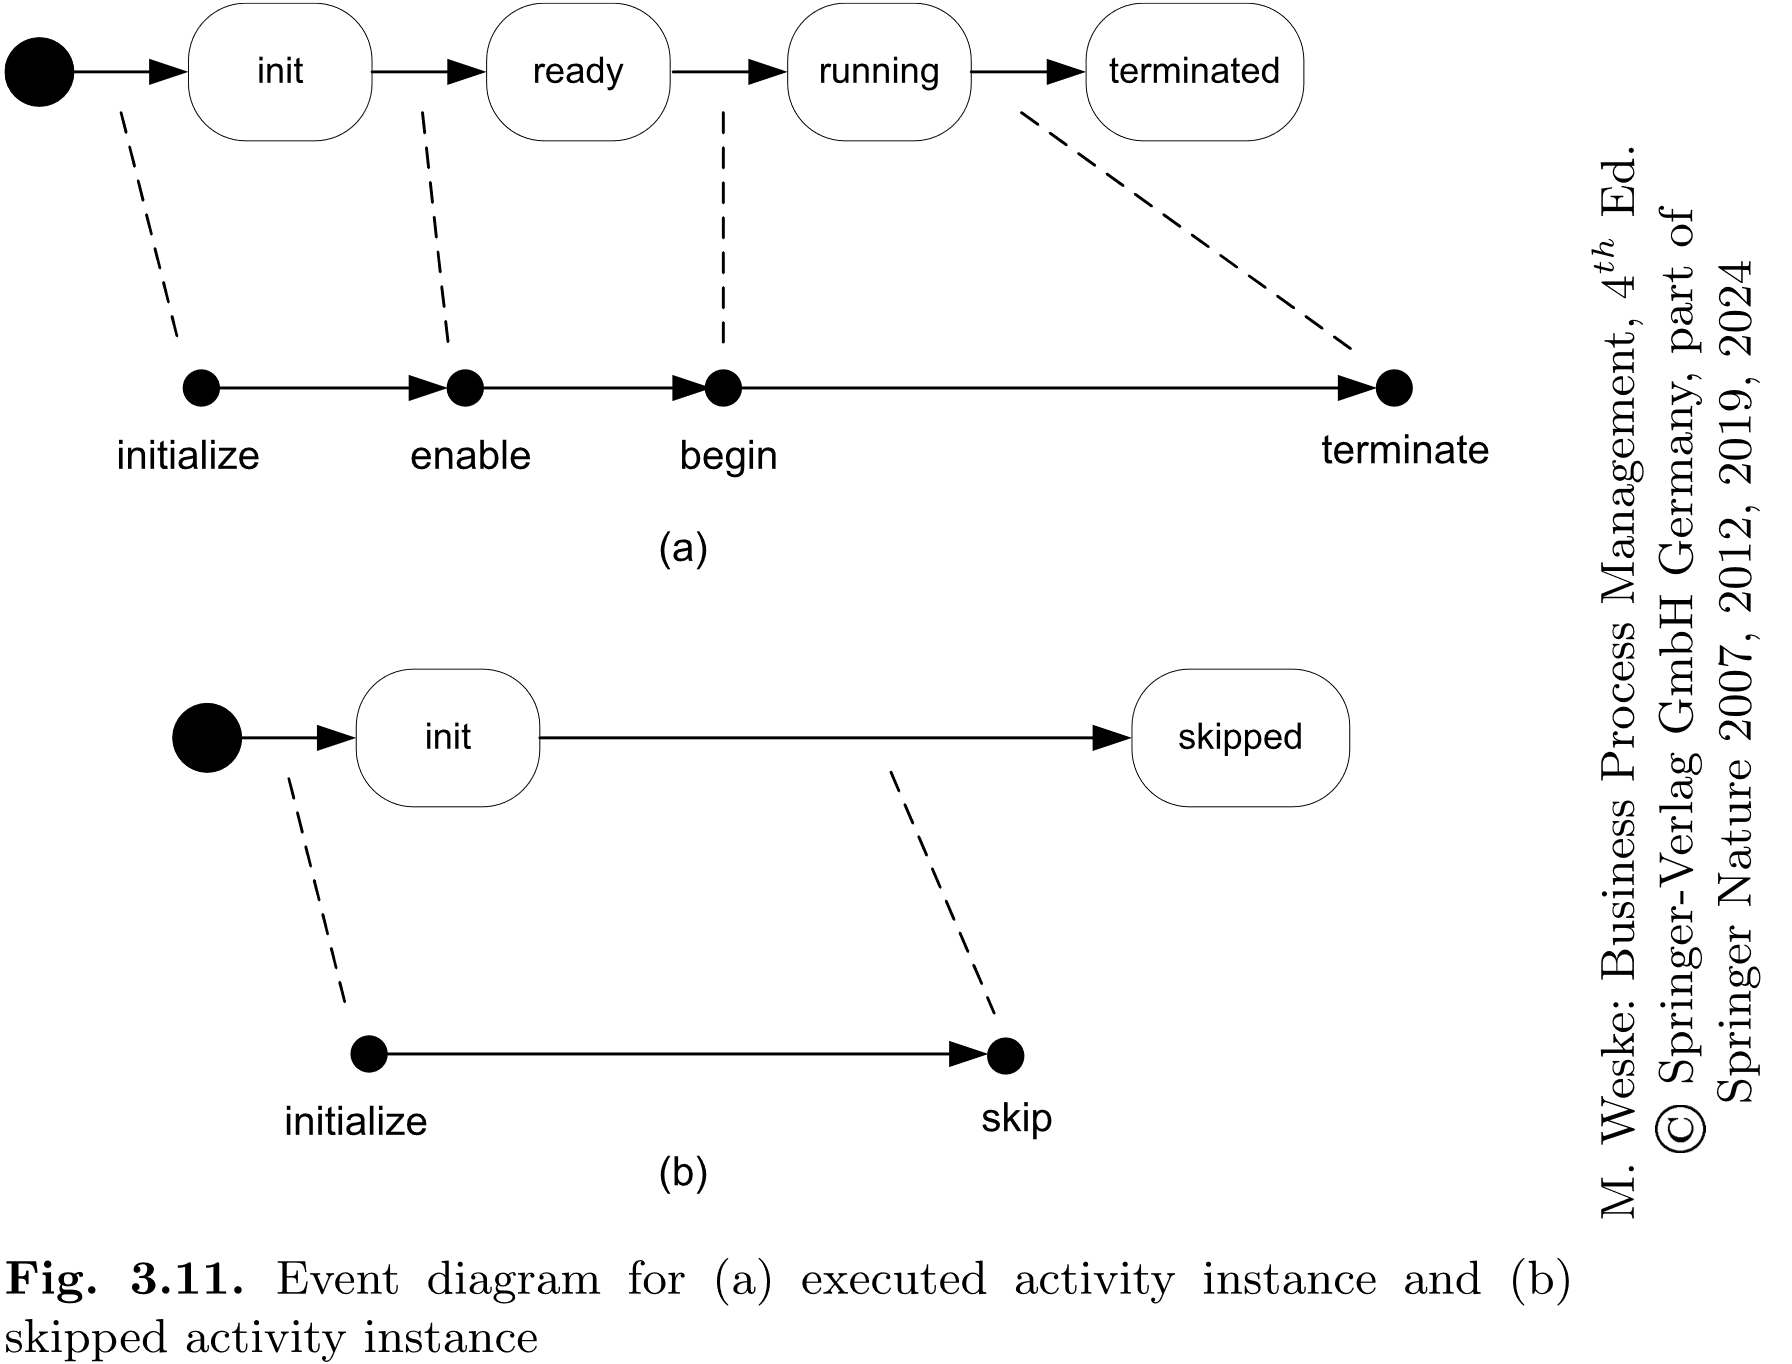 init
ready
running
terminated
initialize
enable
begin
terminate
(a)
init
skipped
initialize
skip
(b)
Fig. 3.11. Event diagram for (a) executed activity instance and (b)
skipped activity instance
M. Weske: Business Process Management, 4th Ed.
© Springer-Verlag GmbH Germany, part of
Springer Nature 2007, 2012, 2019, 2024